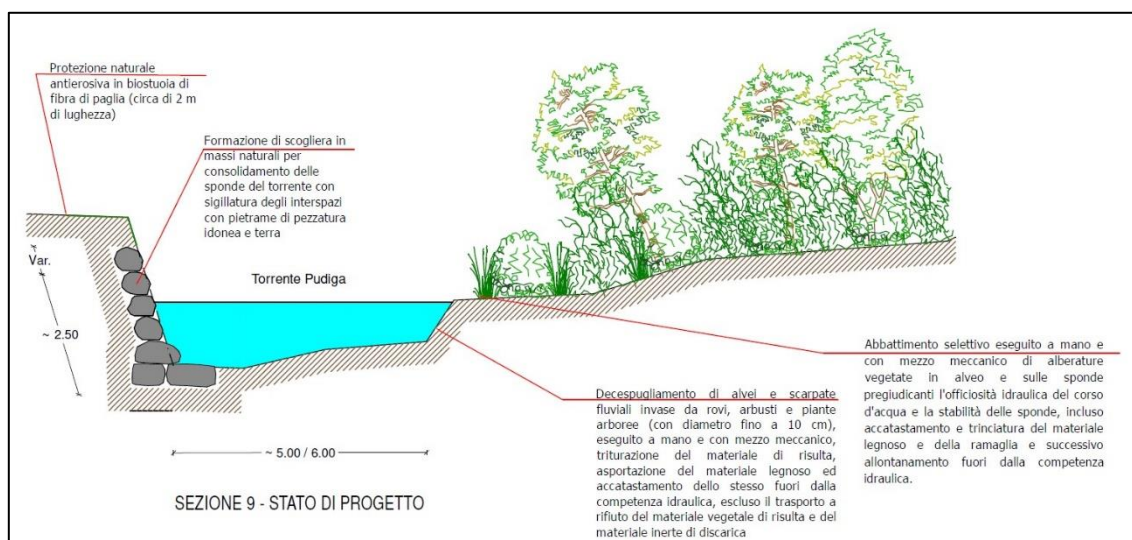 Protezione naturale
antierosiva in biostuoia di
fibra di paglia (circa di 2 m
di lughezza)
Formazione di scogliera in
massi naturali per
consolidamento delle
sponde del torrente con
sigillatura degli interspazi
con pietrame di pezzatura
idonea e terra
Var.
Torrente Pudiga
~ 2.50
~ 5.00 / 6.00
SEZIONE 9 - STATO DI PROGETTO
Decespugliamento di alvei e scarpate
fluviali invase da rovi, arbusti e piante
arboree (con diametro fino a 10 cm),
eseguito a mano e con mezzo meccanico,
triturazione del materiale di risulta,
asportazione del materiale legnoso ed
accatastamento dello stesso fuori dalla
competenza idraulica, escluso il trasporto a
rifiuto del materiale vegetale di risulta e del
materiale inerte di discarica
Abbattimento selettivo eseguito a mano e
con mezzo meccanico di alberature
vegetate in alveo e sulle sponde
pregiudicanti l'officiosità idraulica del corso
d'acqua e la stabilità delle sponde, incluso
accatastamento e trinciatura del materiale
legnoso e della ramaglia e successivo
allontanamento fuori dalla competenza
idraulica.